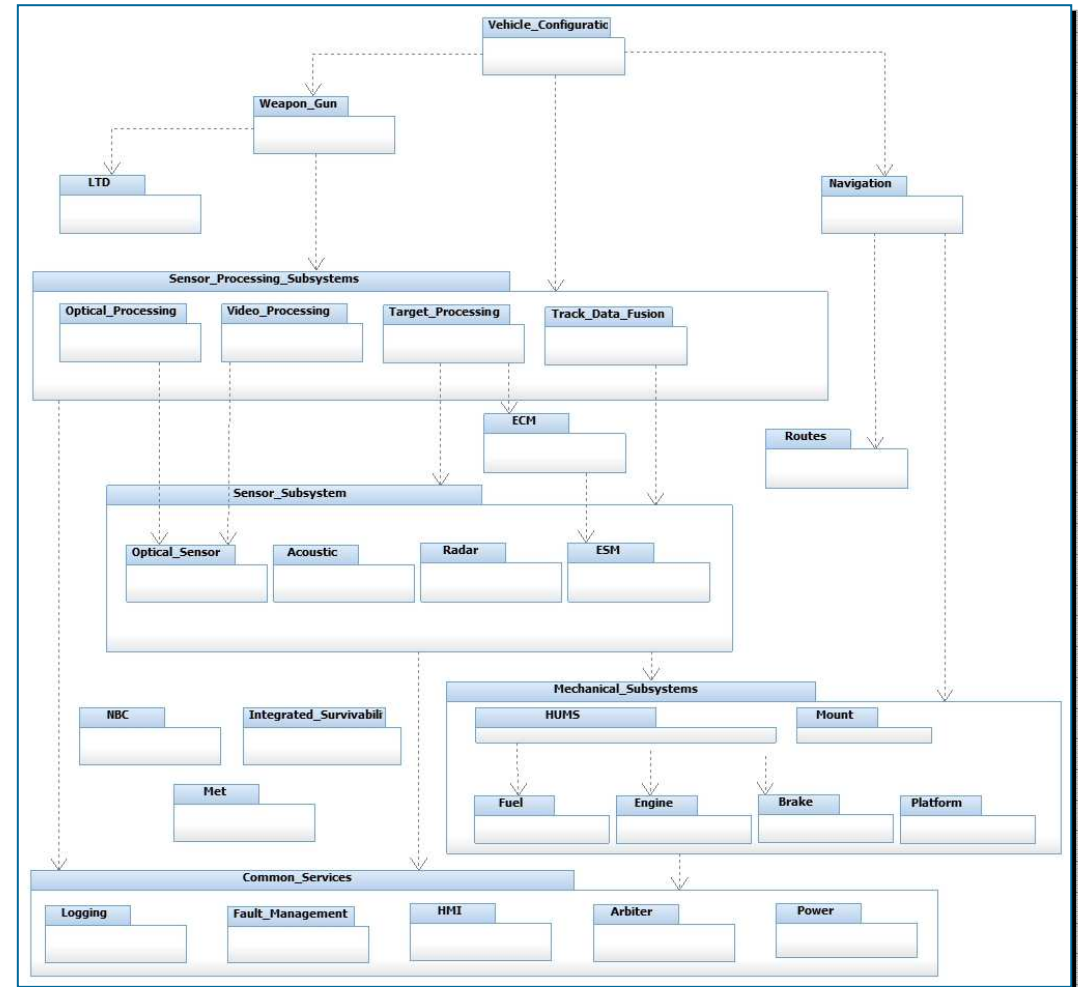 Vehicle_Configuratic
Weapon_Gun
LTD
Navigation
Sensor_Processing_Subsystems
Optical_Processing
Video_Processing
Target_Processing
Track_Data_Fusion
ECM
Routes
Sensor_Subsystem
Optical_Sensor
Acoustic
Radar
ESM
Mechanical_Subsystems
NBC
Integrated_Survivabili
HUMS
Mount
Met
Fuel
Engine
Brake
Platform
Common_Services
Logging
Fault_Management
HMI
Arbiter
Power